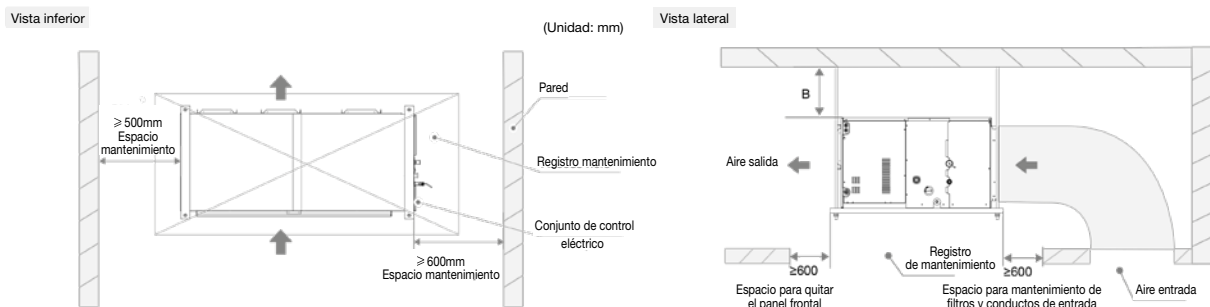 Vista inferior
(Unidad: mm)
Pared
⩾500mm
Espacio
mantenimiento
Registro mantenimiento
Conjunto de control
eléctrico
⩾600mm
Espacio mantenimiento
Vista lateral
B
Aire salida
≥600
Espacio para quitar
el panel frontal
Registro
de mantenimiento
≥600
Espacio para mantenimiento de
filtros y conductos de entrada
Aire entrada